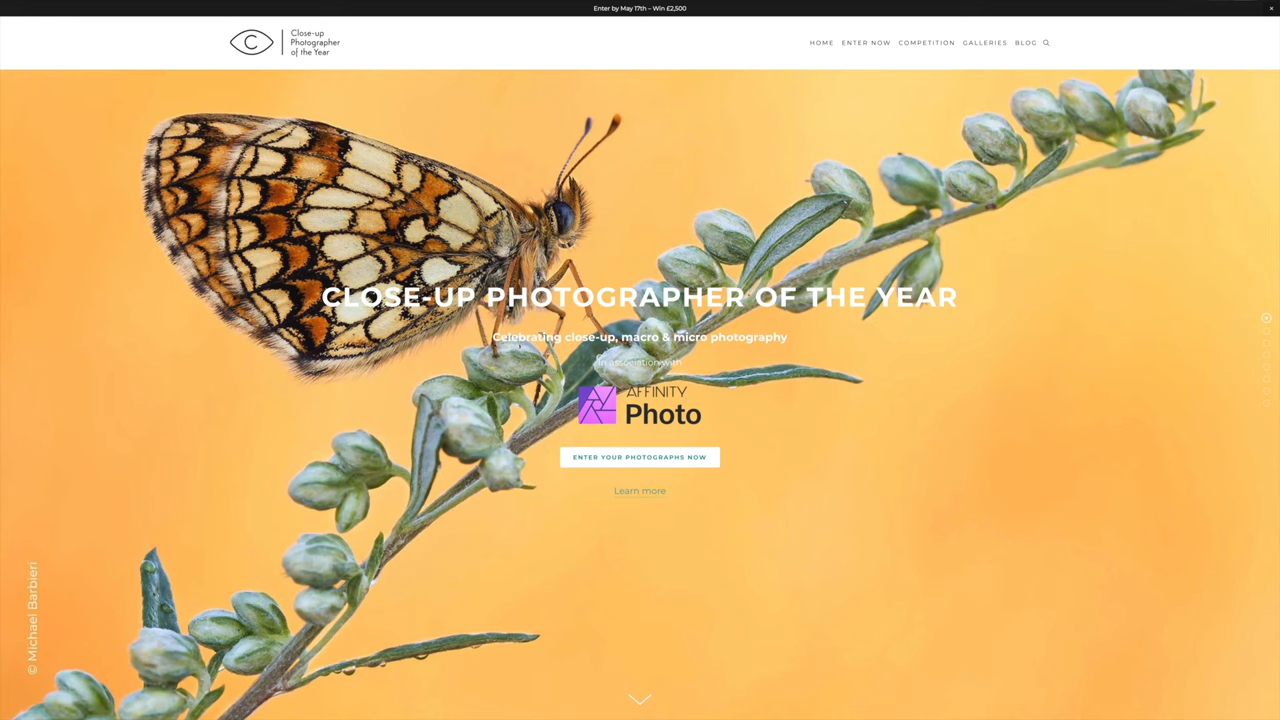 Enter by May 17th – Win £2,500
×
Close-up
Photographer
of the Year
HOME ENTER NOW COMPETITION GALLERIES BLOG
CLOSE-UP PHOTOGRAPHER OF THE YEAR
Celebrating close-up, macro & micro photography
in association with
AFFINITY
Photo
ENTER YOUR PHOTOGRAPHS NOW
Learn more
© Michael Barbieri